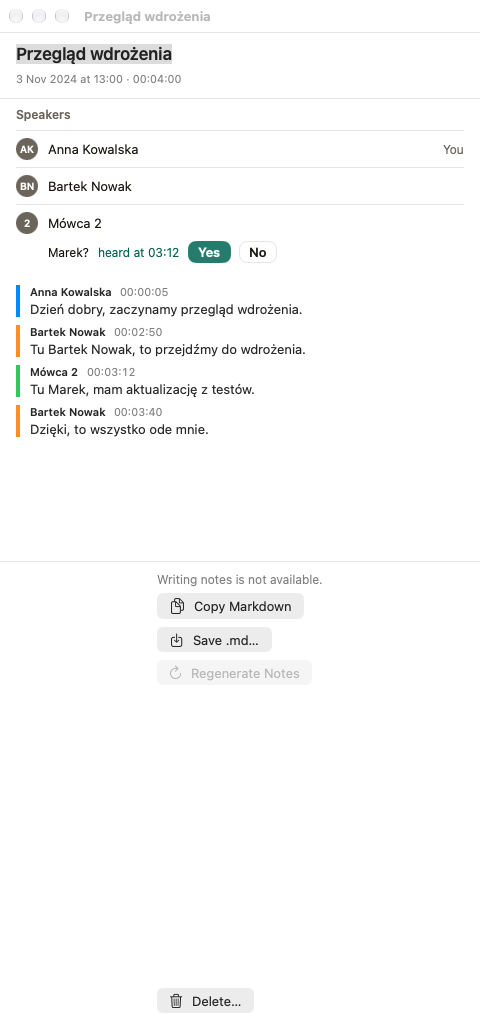 Przegląd wdrożenia
Przegląd wdrożenia
3 Nov 2024 at 13:00 · 00:04:00
Speakers
AK Anna Kowalska You
BN Bartek Nowak
2 Mówca 2
Marek? heard at 03:12 Yes No
Anna Kowalska 00:00:05
Dzień dobry, zaczynamy przegląd wdrożenia.
Bartek Nowak 00:02:50
Tu Bartek Nowak, to przejdźmy do wdrożenia.
Mówca 2 00:03:12
Tu Marek, mam aktualizację z testów.
Bartek Nowak 00:03:40
Dzięki, to wszystko ode mnie.
Writing notes is not available.
Copy Markdown
Save .md...
Regenerate Notes
Delete...